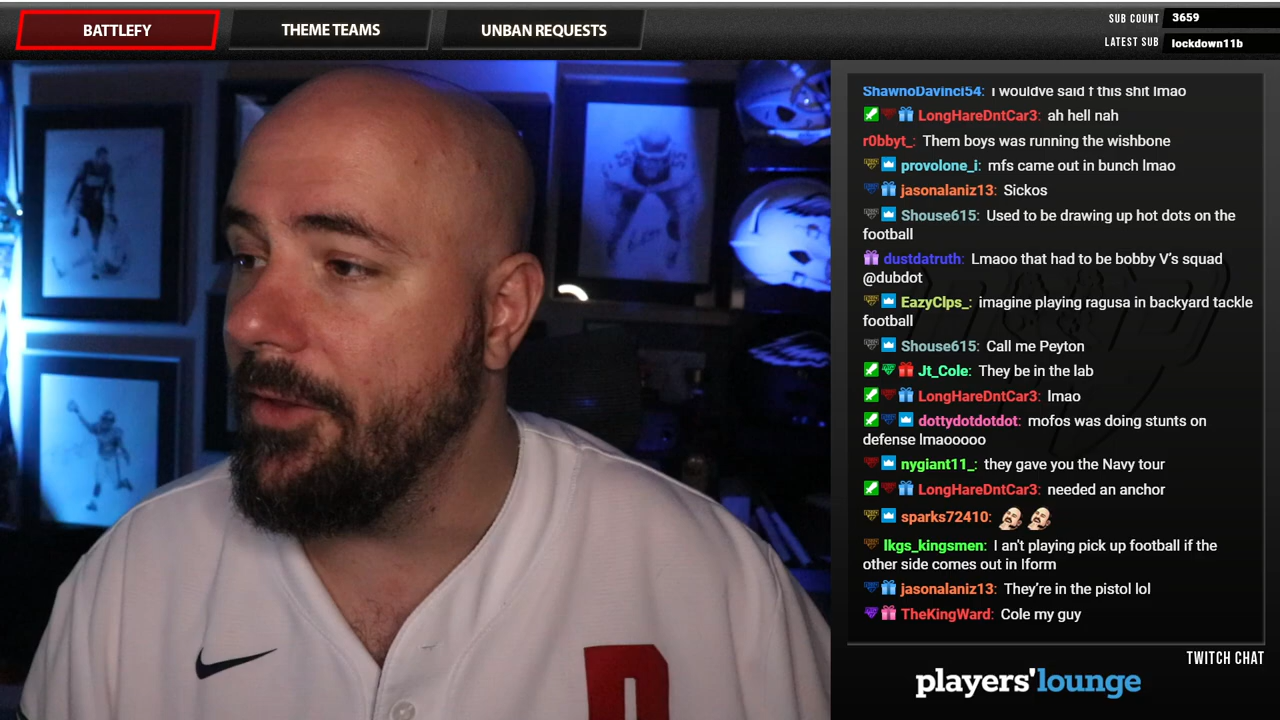 BATTLEFY
THEME TEAMS
UNBAN REQUESTS
SUB COUNT 3659
LATEST SUB lockdown11b
ShawnoDavinci54: I wouldve said f this shit lmao
LongHareDntCar3: ah hell nah
r0bbyt_: Them boys was running the wishbone
provolone_i: mfs came out in bunch lmao
jasonalaniz13: Sickos
Shouse615: Used to be drawing up hot dots on the
football
dustdatruth: Lmaoo that had to be bobby V's squad
@dubdot
EazyClps_: imagine playing ragusa in backyard tackle
football
Shouse615: Call me Peyton
Jt_Cole: They be in the lab
LongHareDntCar3: lmao
dottydotdotdot: mofos was doing stunts on
defense lmaooooo
nygiant11_: they gave you the Navy tour
LongHareDntCar3: needed an anchor
sparks72410:
lkgs_kingsmen: I an't playing pick up football if the
other side comes out in Iform
jasonalaniz13: They're in the pistol lol
TheKingWard: Cole my guy
TWITCH CHAT
players'lounge